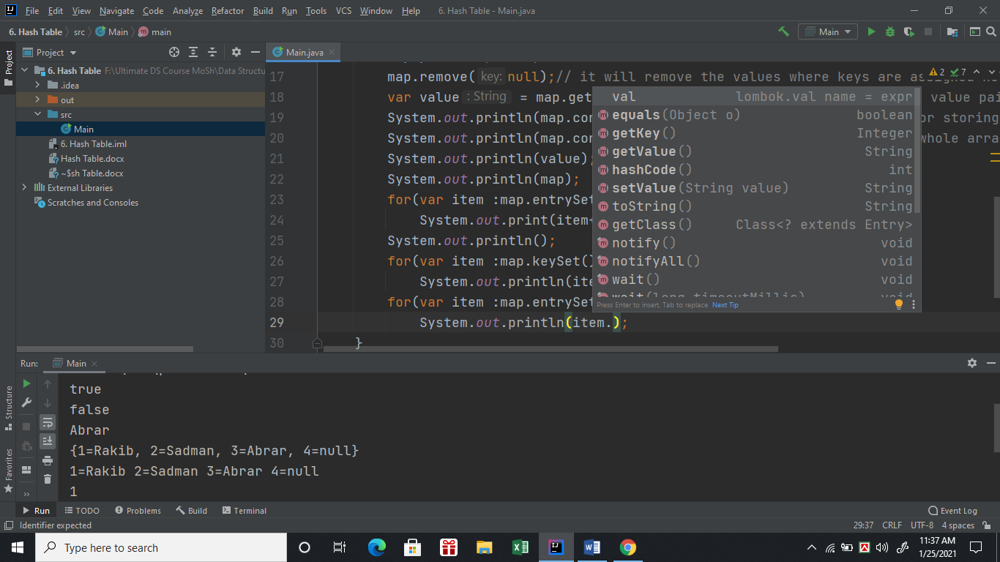 File Edit View Navigate Code Analyze Refactor Build Run Tools VCS Window Help 6. Hash Table - Main.java
6. Hash Table src Main main
Main
Project
Main.java
6. Hash Table F:\Ultimate DS Course MoSh\Data Structu
.idea
out
src
Main
6. Hash Table.iml
Hash Table.docx
~$sh Table.docx
External Libraries
Scratches and Consoles
Project
Structure
Favorites
2 7
17 map.remove( key: null);// it will remove the values where keys are assigned
18 var value : String = map.get value pai
19 System.out.println(map.con or storing
20 System.out.println(map.con whole arra
21 System.out.println(value);
22 System.out.println(map);
23 for(var item :map.entrySet
24 System.out.print(item+
25 System.out.println();
26 for(var item :map.keySet()
27 System.out.println(ite
28 for(var item :map.entrySet
29 System.out.println(item.);
30 }
val lombok.val name = expr
equals(Object o) boolean
getKey() Integer
getValue() String
hashCode() int
setValue(String value) String
toString() String
getClass() Class<? extends Entry>
notify() void
notifyAll() void
wait() void
wait(long timeoutMillis) void
Press Enter to insert, Tab to replace Next Tip
Run: Main
true
false
Abrar
{1=Rakib, 2=Sadman, 3=Abrar, 4=null}
1=Rakib 2=Sadman 3=Abrar 4=null
1
Run TODO Problems Build Terminal Event Log
Identifier expected 29:37 CRLF UTF-8 4 spaces
Type here to search
11:37 AM
1/25/2021